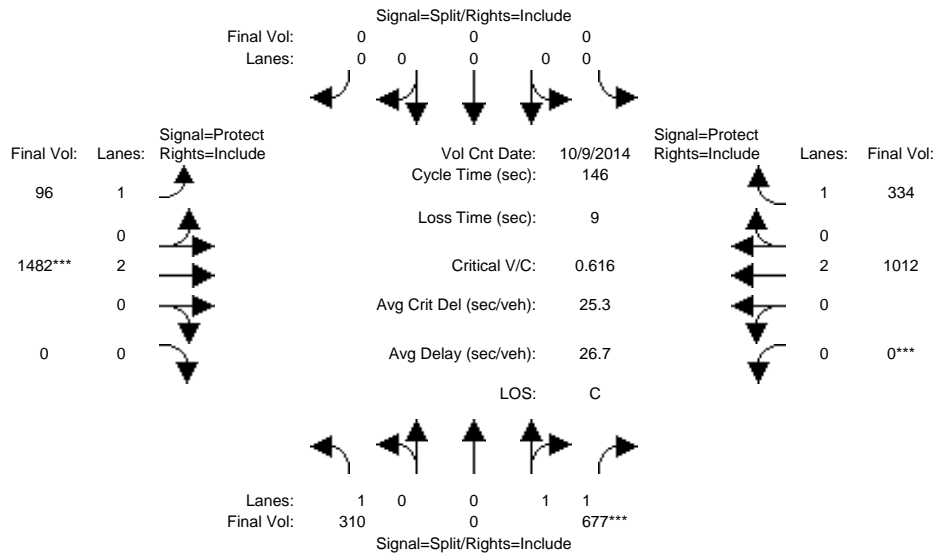 Signal=Split/Rights=Include
Final Vol: 0 0 0
Lanes: 0 0 0 0 0
Signal=Protect
Final Vol: Lanes: Rights=Include
Vol Cnt Date: 10/9/2014
Signal=Protect
Rights=Include Lanes: Final Vol:
Cycle Time (sec): 146
96 1
1 334
Loss Time (sec): 9
0
0
1482*** 2
Critical V/C: 0.616
2 1012
0
Avg Crit Del (sec/veh): 25.3
0
0 0
Avg Delay (sec/veh): 26.7
0 0***
LOS: C
Lanes: 1 0 0 1 1
Final Vol: 310 0 677***
Signal=Split/Rights=Include